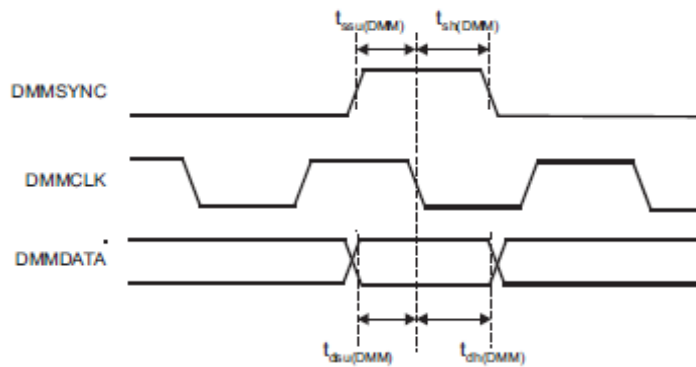 tssu(DMM) tsh(DMM)
DMMSYNC
DMMCLK
DMMDATA
tdsu(DMM) tdh(DMM)